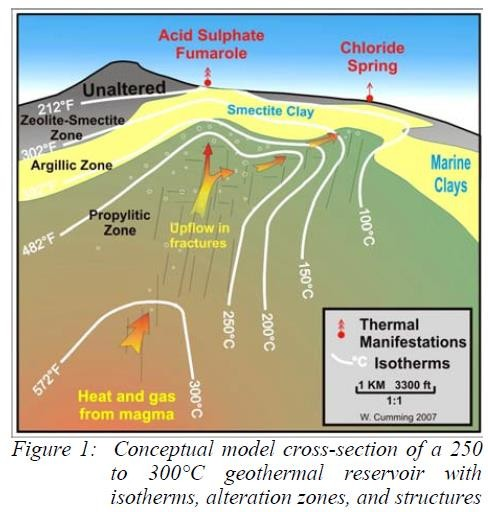 Acid Sulphate
Fumarole
Chloride
Spring
Unaltered
212°F
Smectite Clay
Zeolite-Smectite
Zone
302°F
Argillic Zone
Marine
Clays
Propylitic
Zone
482°F
Upflow in
fractures
100°C
150°C
200°C
250°C
572°F
300°C
Heat and gas
from magma
Thermal
Manifestations
°C Isotherms
1 KM 3300 ft
1:1
W. Cumming 2007
Figure 1: Conceptual model cross-section of a 250
to 300°C geothermal reservoir with
isotherms, alteration zones, and structures